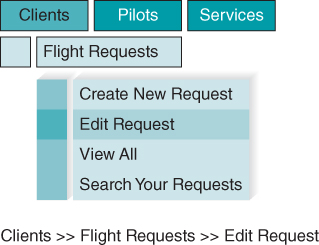 Clients Pilots Services
Flight Requests
Create New Request
Edit Request
View All
Search Your Requests
Clients >> Flight Requests >> Edit Request